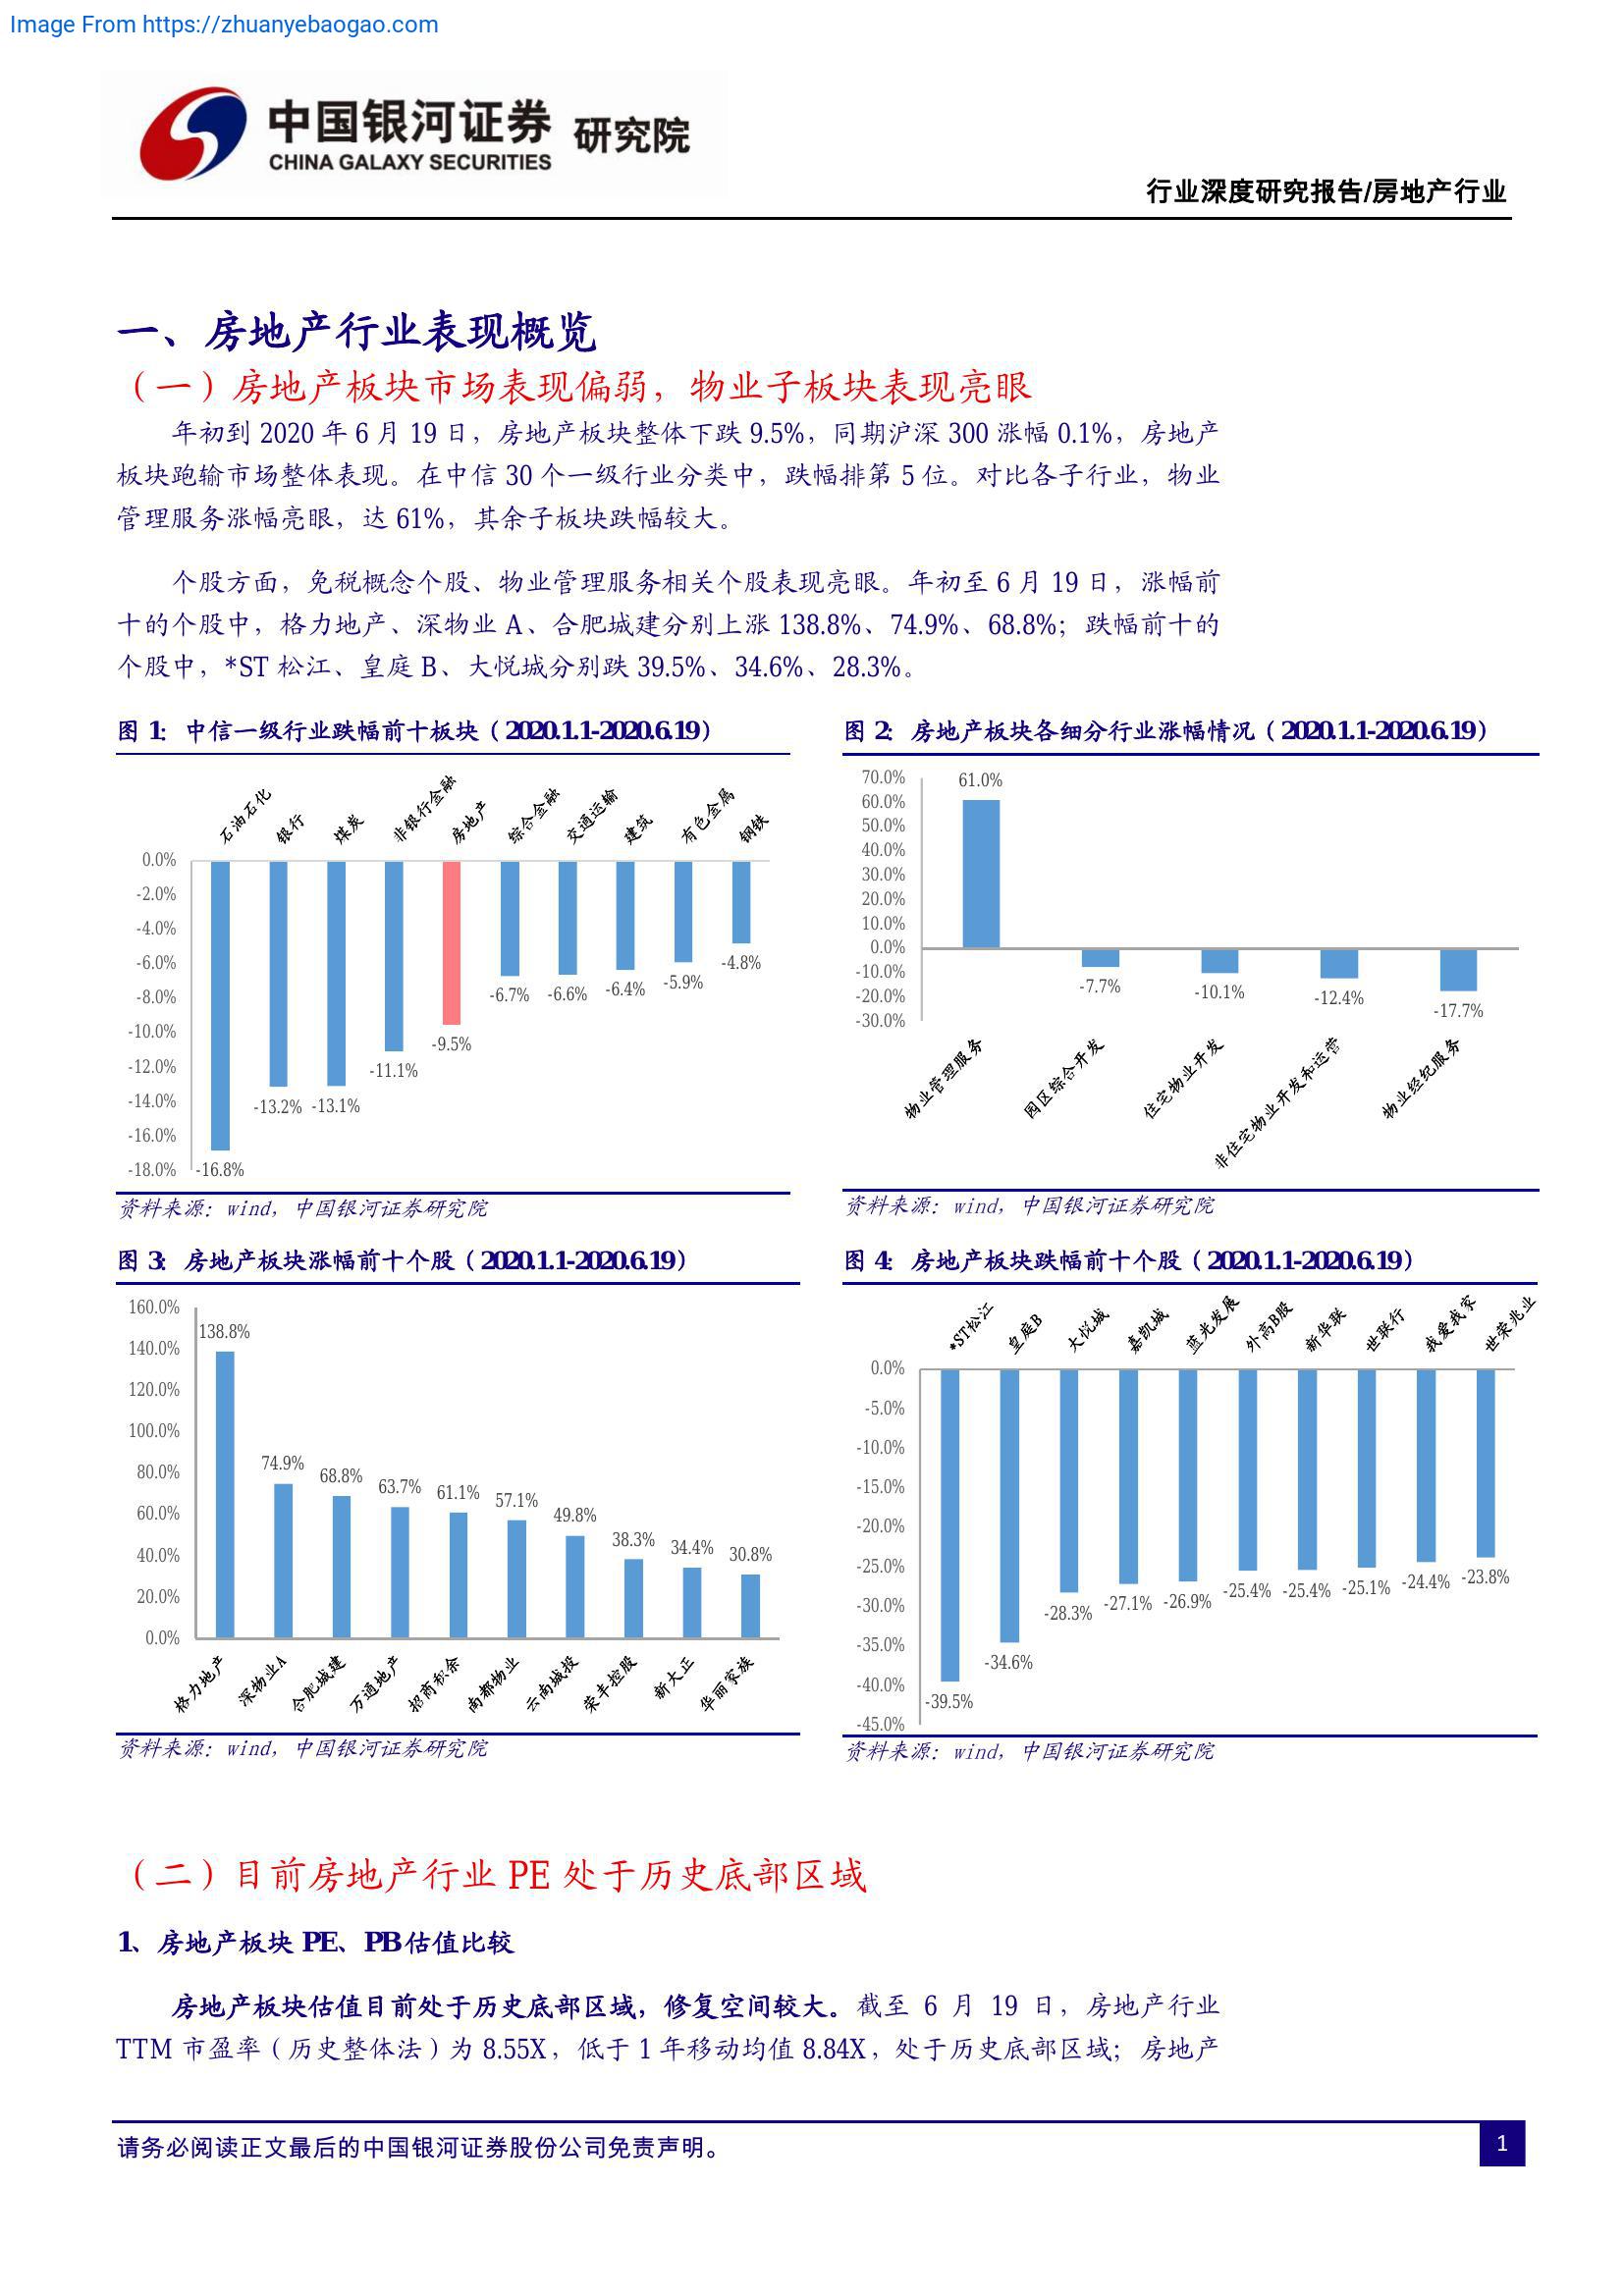 Image From https://zhuanyebaogao.com
中国银河证券 研究院
CHINA GALAXY SECURITIES
行业深度研究报告/房地产行业
一、房地产行业表现概览
（一）房地产板块市场表现偏弱，物业子板块表现亮眼
年初到 2020 年 6 月 19 日，房地产板块整体下跌 9.5%，同期沪深 300 涨幅 0.1%，房地产
板块跑输市场整体表现。在中信 30 个一级行业分类中，跌幅排第 5 位。对比各子行业，物业
管理服务涨幅亮眼，达 61%，其余子板块跌幅较大。
个股方面，免税概念个股、物业管理服务相关个股表现亮眼。年初至 6 月 19 日，涨幅前
十的个股中，格力地产、深物业 A、合肥城建分别上涨 138.8%、74.9%、68.8%；跌幅前十的
个股中，*ST 松江、皇庭 B、大悦城分别跌 39.5%、34.6%、28.3%。
图 1：中信一级行业跌幅前十板块（2020.1.1-2020.6.19）
石油石化 银行 煤炭 非银行金融 房地产 综合金融 交通运输 建筑 有色金属 钢铁
0.0%
-2.0%
-4.0%
-6.0%
-8.0%
-10.0%
-12.0%
-14.0%
-16.0%
-18.0%
-16.8% -13.2% -13.1% -11.1% -9.5% -6.7% -6.6% -6.4% -5.9% -4.8%
资料来源：wind，中国银河证券研究院
图 2：房地产板块各细分行业涨幅情况（2020.1.1-2020.6.19）
70.0%
60.0%
50.0%
40.0%
30.0%
20.0%
10.0%
0.0%
-10.0%
-20.0%
-30.0%
61.0% -7.7% -10.1% -12.4% -17.7%
物业管理服务 园区综合开发 住宅物业开发 非住宅物业开发和运营 物业经纪服务
资料来源：wind，中国银河证券研究院
图 3：房地产板块涨幅前十个股（2020.1.1-2020.6.19）
160.0%
140.0%
120.0%
100.0%
80.0%
60.0%
40.0%
20.0%
0.0%
138.8% 74.9% 68.8% 63.7% 61.1% 57.1% 49.8% 38.3% 34.4% 30.8%
格力地产 深物业A 合肥城建 万通地产 招商积余 南都物业 云南城投 荣丰控股 新大正 华丽家族
资料来源：wind，中国银河证券研究院
图 4：房地产板块跌幅前十个股（2020.1.1-2020.6.19）
*ST松江 皇庭B 大悦城 嘉凯城 蓝光发展 外高B股 新华联 世联行 我爱我家 世荣兆业
0.0%
-5.0%
-10.0%
-15.0%
-20.0%
-25.0%
-30.0%
-35.0%
-40.0%
-45.0%
-39.5% -34.6% -28.3% -27.1% -26.9% -25.4% -25.4% -25.1% -24.4% -23.8%
资料来源：wind，中国银河证券研究院
（二）目前房地产行业 PE 处于历史底部区域
1、房地产板块 PE、PB 估值比较
房地产板块估值目前处于历史底部区域，修复空间较大。截至 6 月 19 日，房地产行业
TTM 市盈率（历史整体法）为 8.55X，低于 1 年移动均值 8.84X，处于历史底部区域；房地产
请务必阅读正文最后的中国银河证券股份公司免责声明。
1